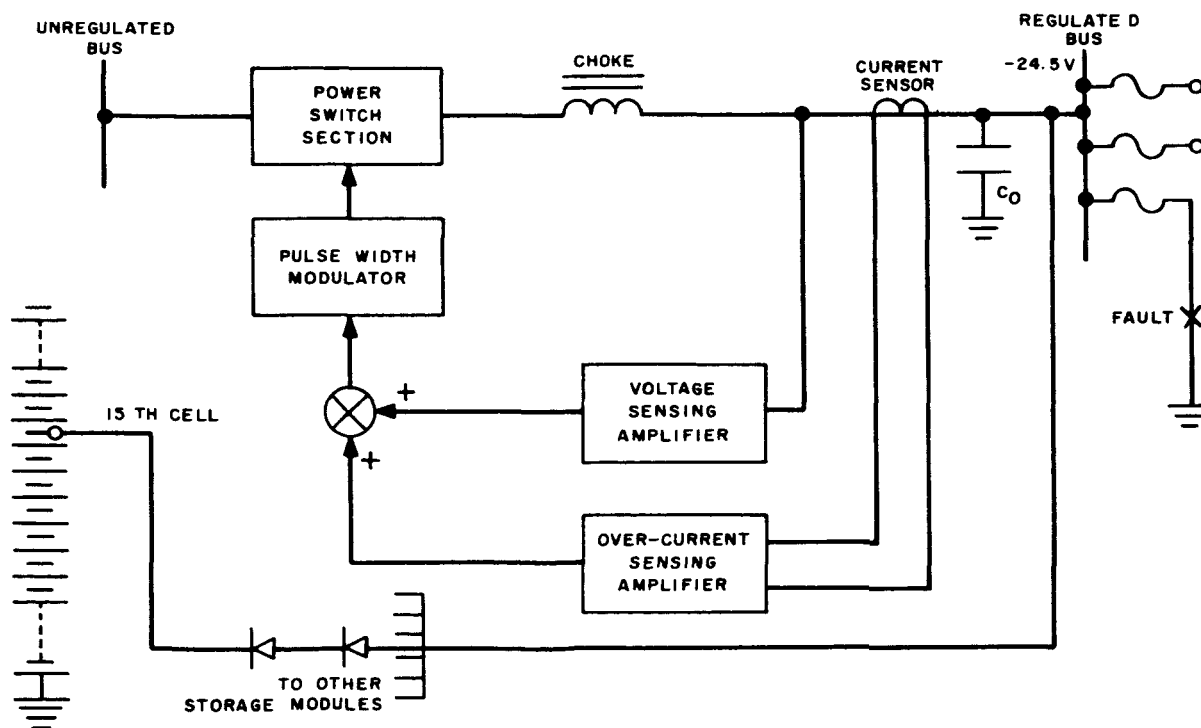 UNREGULATED
BUS
POWER
SWITCH
SECTION
CHOKE
CURRENT
SENSOR
REGULATE D
BUS
-24.5V
C₀
PULSE WIDTH
MODULATOR
FAULT
+
VOLTAGE
SENSING
AMPLIFIER
15 TH CELL
+
OVER-CURRENT
SENSING
AMPLIFIER
TO OTHER
STORAGE MODULES